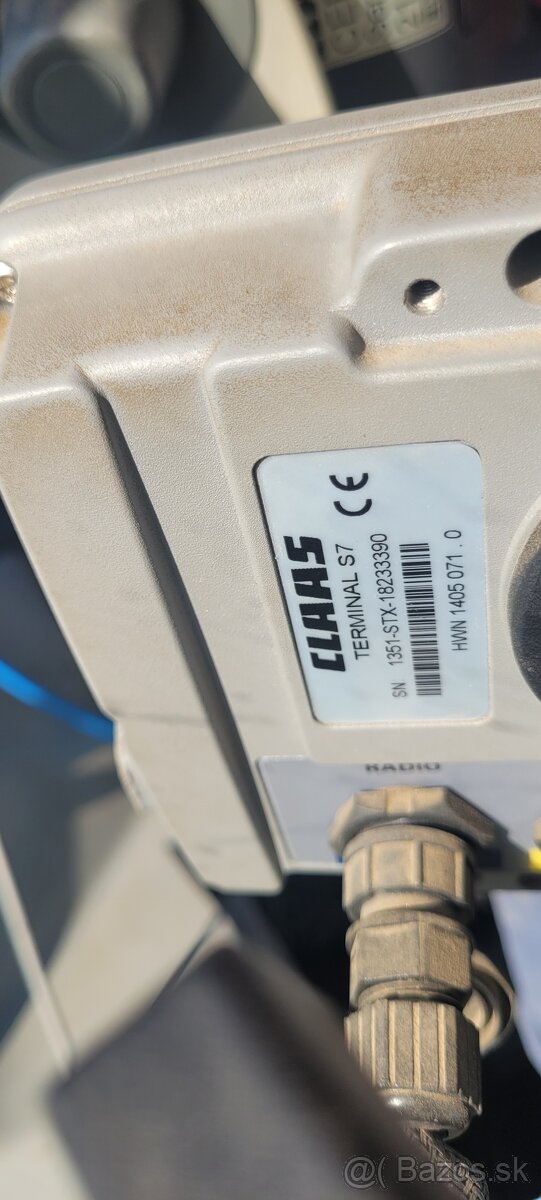 CLAAS
TERMINAL S7
CE
SN 1351-STX-18233390
HWN 1405 071 . 0
RADIO
@( Bazos.sk